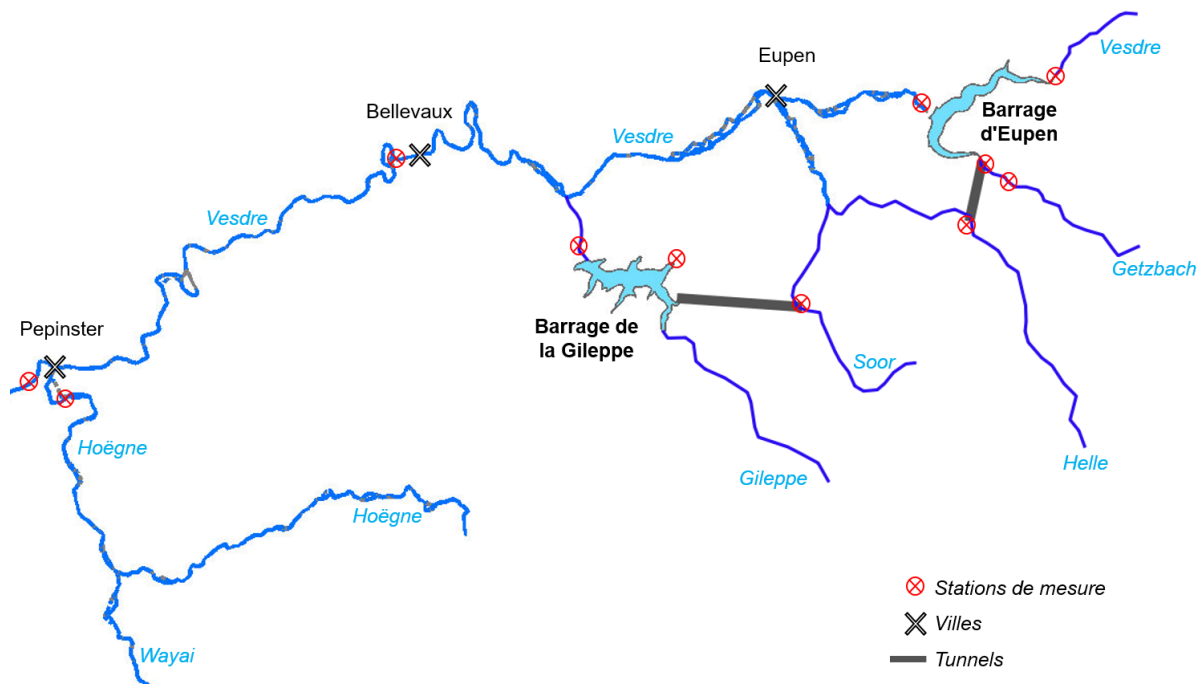 Vesdre
Eupen
Barrage
d'Eupen
Bellevaux
Vesdre
Vesdre
Getzbach
Pepinster
Barrage de
la Gileppe
Soor
Hoëgne
Gileppe
Helle
Hoëgne
Stations de mesure
Villes
Wayai
Tunnels